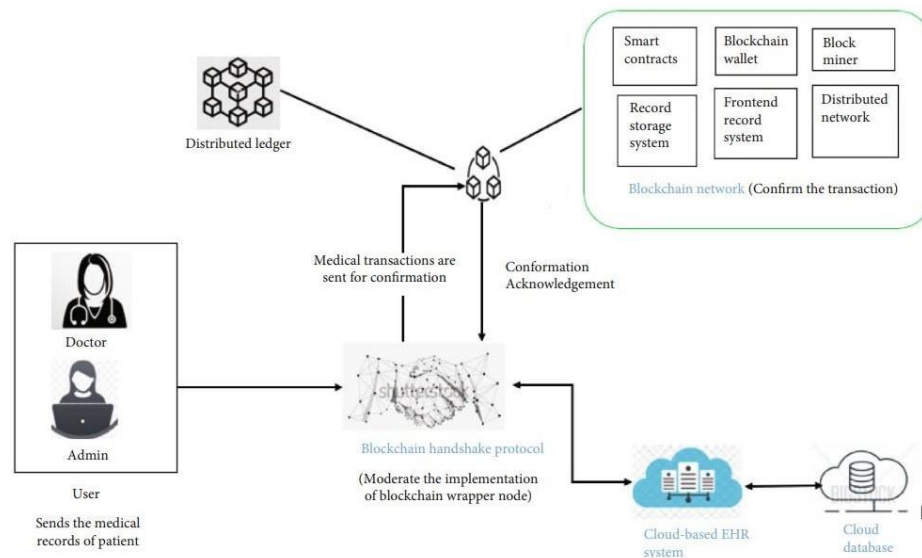 Smart
contracts
Blockchain
wallet
Block
miner
Record
storage
system
Frontend
record
system
Distributed
network
Blockchain network (Confirm the transaction)
Distributed ledger
Medical transactions are
sent for confirmation
Conformation
Acknowledgement
Doctor
Admin
User
Sends the medical
records of patient
shutterstock
Blockchain handshake protocol
(Moderate the implementation
of blockchain wrapper node)
Cloud-based EHR
system
BIGSTOCK
Cloud
database